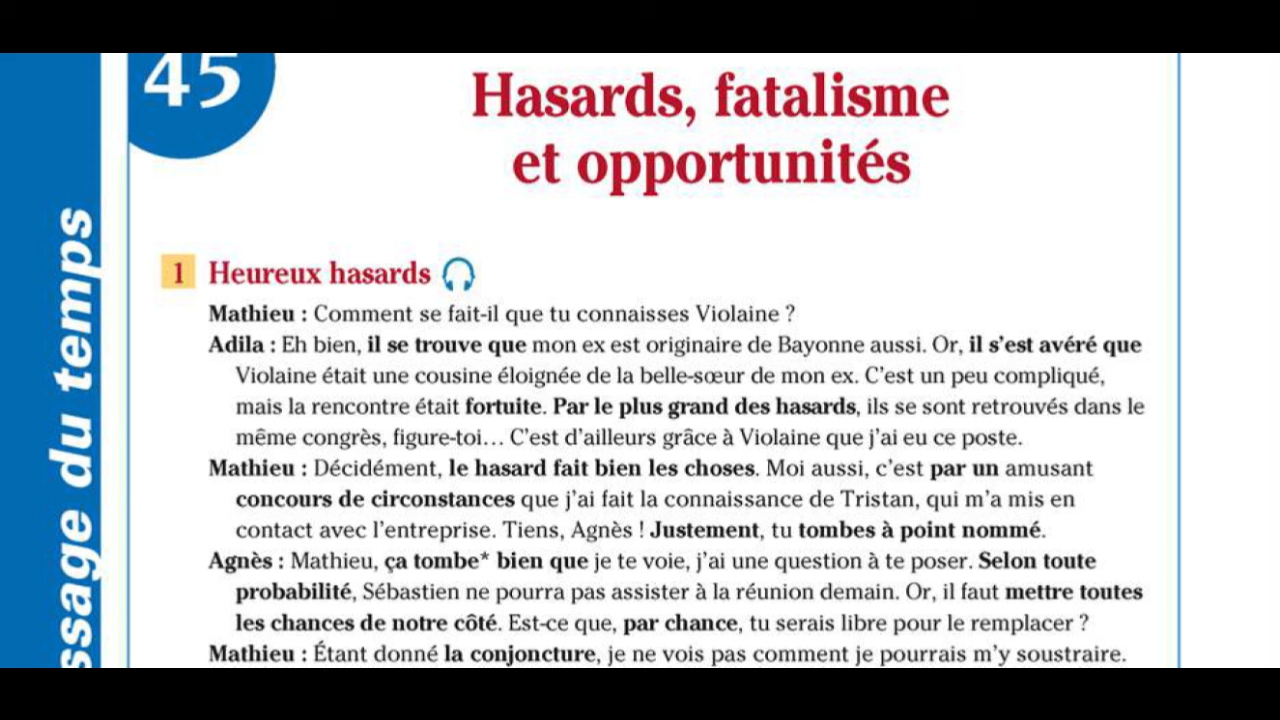 45
Hasards, fatalisme
et opportunités
ssage du temps
1 Heureux hasards
Mathieu : Comment se fait-il que tu connaisses Violaine ?
Adila : Eh bien, il se trouve que mon ex est originaire de Bayonne aussi. Or, il s'est avéré que
Violaine était une cousine éloignée de la belle-sœur de mon ex. C'est un peu compliqué,
mais la rencontre était fortuite. Par le plus grand des hasards, ils se sont retrouvés dans le
même congrès, figure-toi… C'est d'ailleurs grâce à Violaine que j'ai eu ce poste.
Mathieu : Décidément, le hasard fait bien les choses. Moi aussi, c'est par un amusant
concours de circonstances que j'ai fait la connaissance de Tristan, qui m'a mis en
contact avec l'entreprise. Tiens, Agnès ! Justement, tu tombes à point nommé.
Agnès : Mathieu, ça tombe* bien que je te voie, j'ai une question à te poser. Selon toute
probabilité, Sébastien ne pourra pas assister à la réunion demain. Or, il faut mettre toutes
les chances de notre côté. Est-ce que, par chance, tu serais libre pour le remplacer ?
Mathieu : Étant donné la conjoncture, je ne vois pas comment je pourrais m'y soustraire.